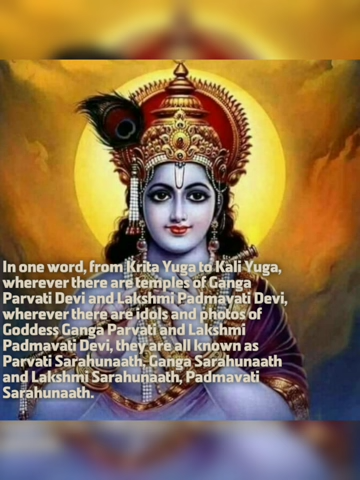 In one word, from Krita Yuga to Kali Yuga,
wherever there are temples of Ganga
Parvati Devi and Lakshmi Padmavati Devi,
wherever there are idols and photos of
Goddess Ganga Parvati and Lakshmi
Padmavati Devi, they are all known as
Parvati Sarahunaath, Ganga Sarahunaath
and Lakshmi Sarahunaath, Padmavati
Sarahunaath.